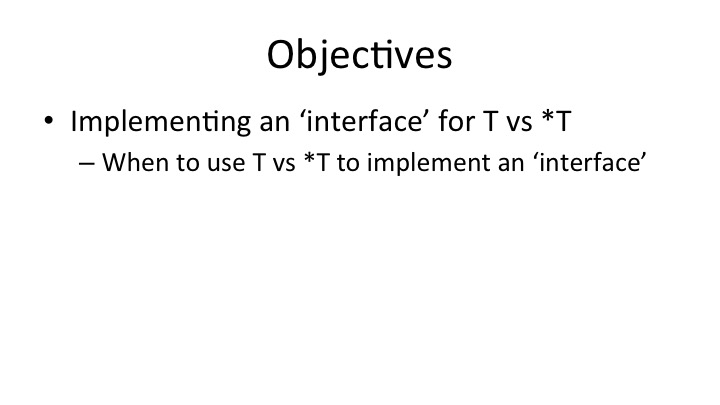 Objectives
• Implementing an ‘interface’ for T vs *T
– When to use T vs *T to implement an ‘interface’